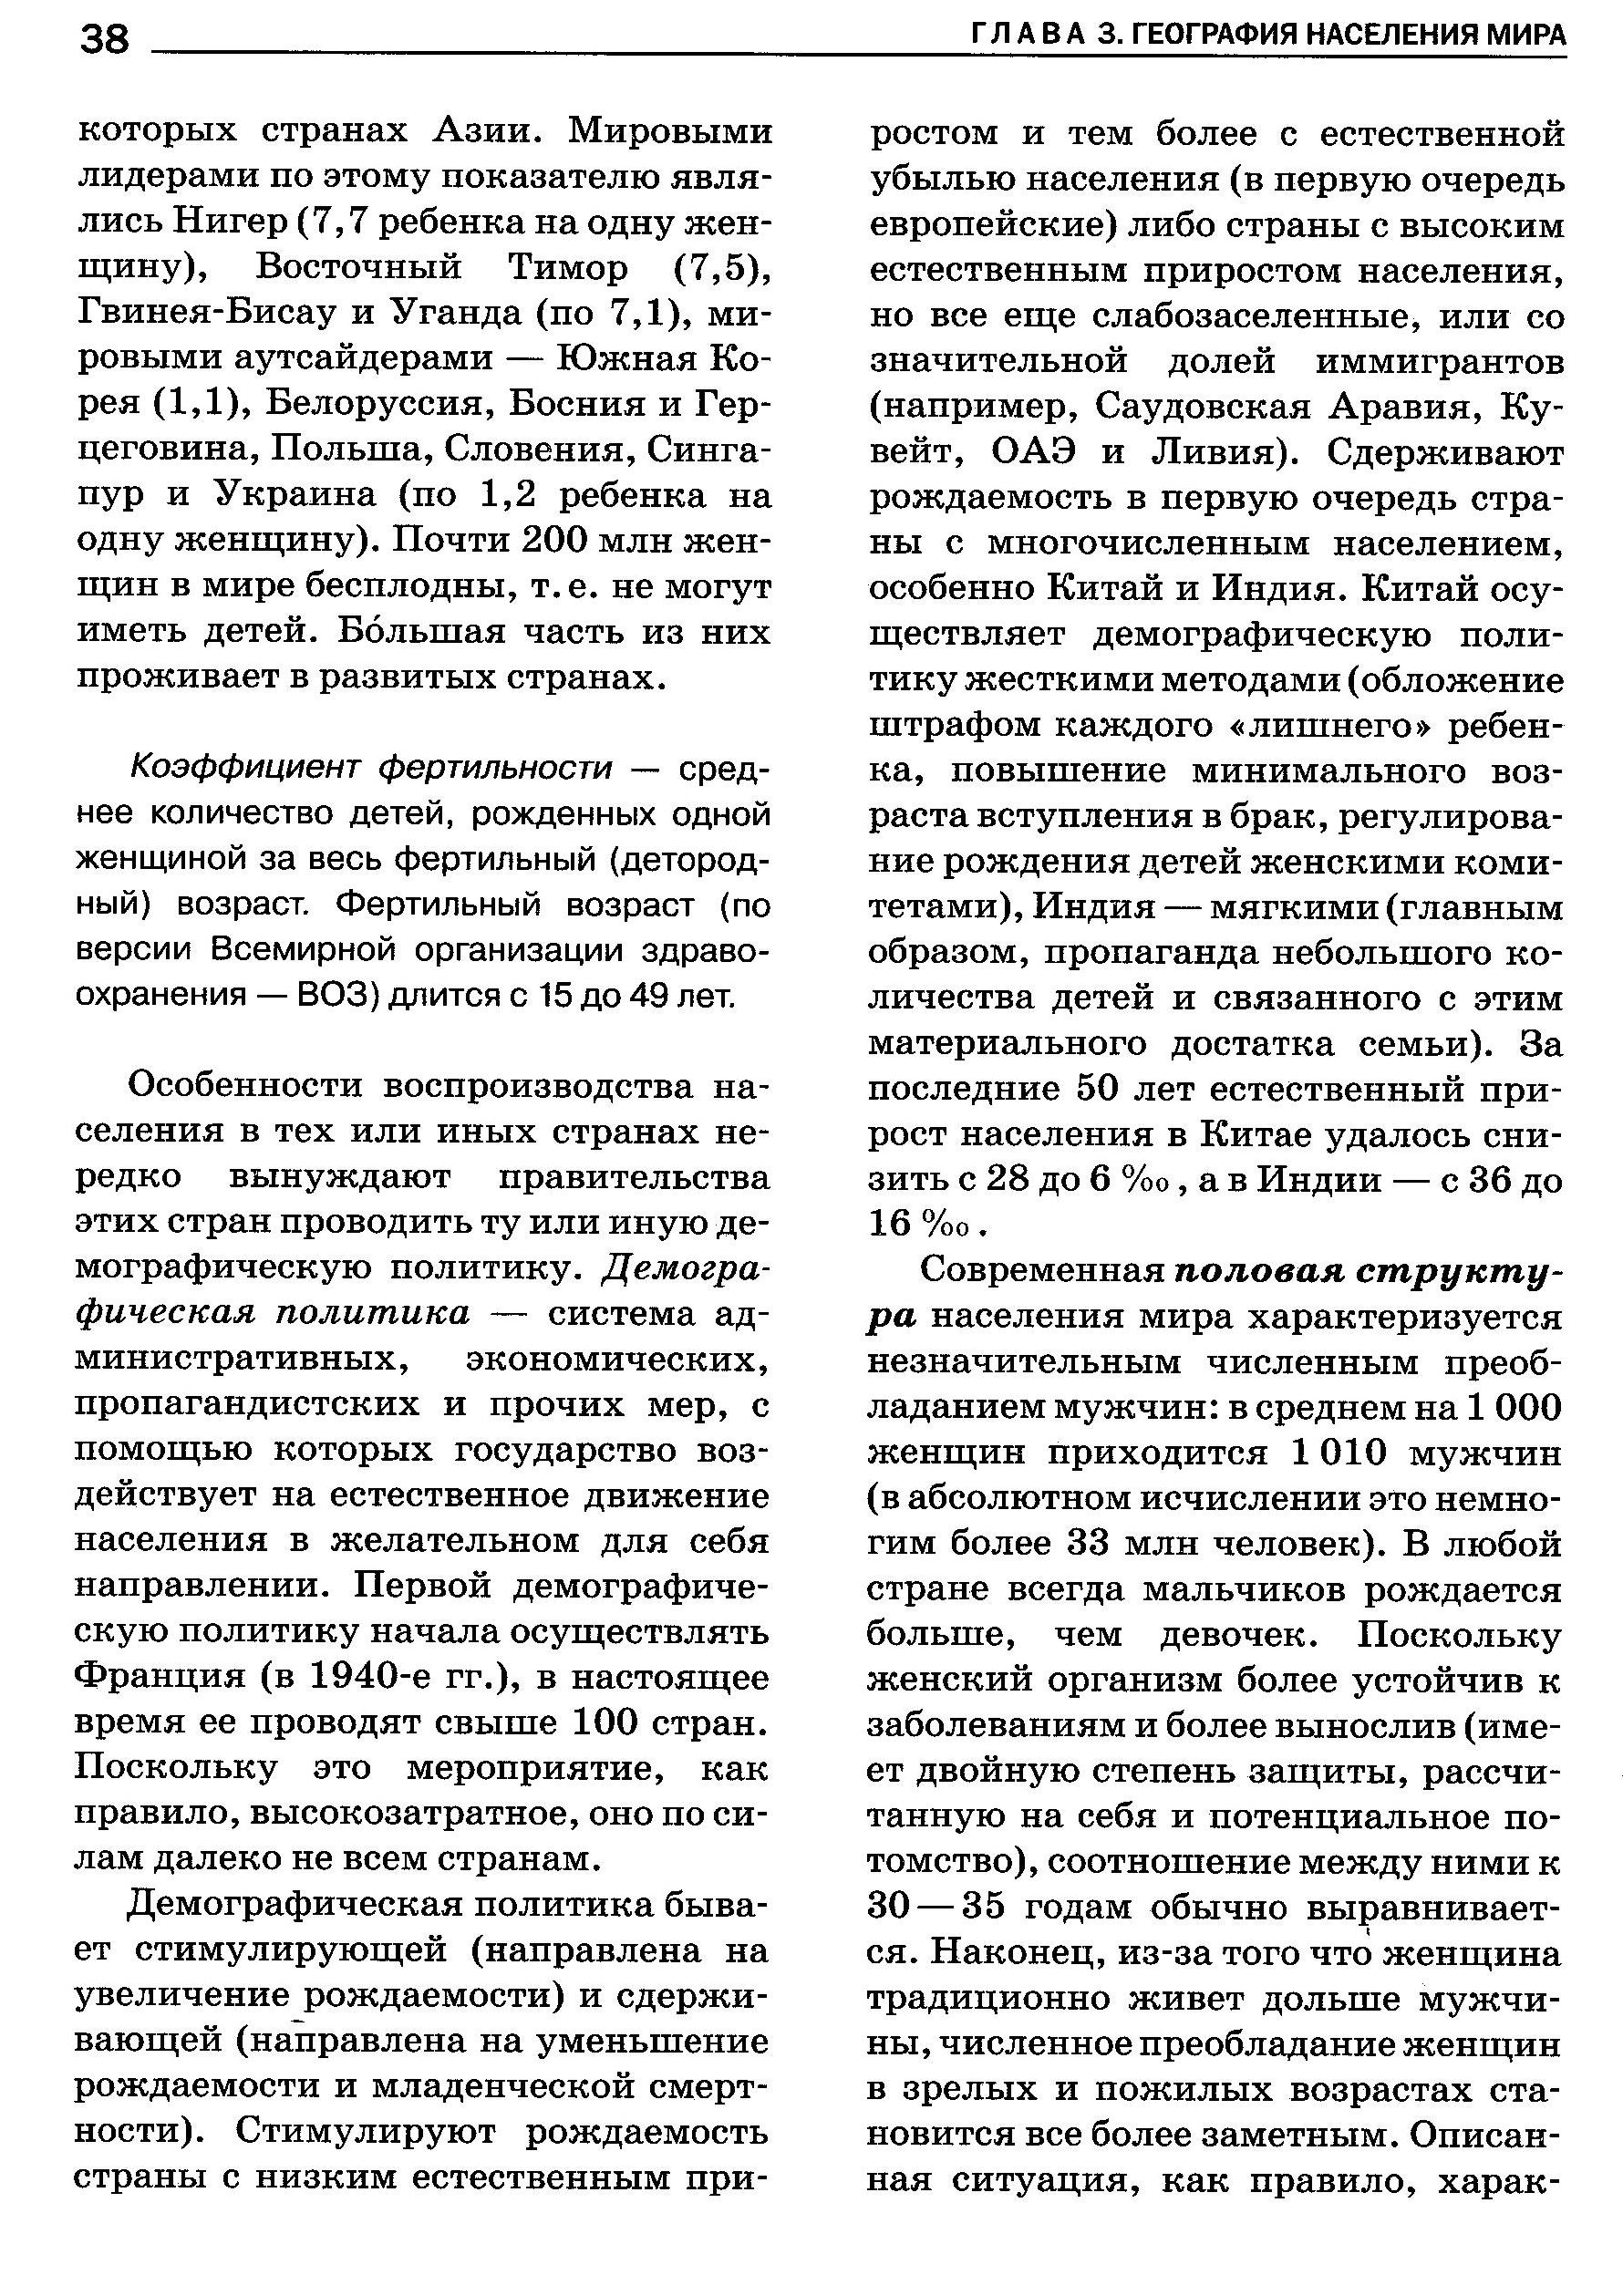 38
ГЛАВА 3. ГЕОГРАФИЯ НАСЕЛЕНИЯ МИРА
которых странах Азии. Мировыми
лидерами по этому показателю явля-
лись Нигер (7,7 ребенка на одну жен-
щину), Восточный Тимор (7,5),
Гвинея-Бисау и Уганда (по 7,1), ми-
ровыми аутсайдерами — Южная Ко-
рея (1,1), Белоруссия, Босния и Гер-
цеговина, Польша, Словения, Синга-
пур и Украина (по 1,2 ребенка на
одну женщину). Почти 200 млн жен-
щин в мире бесплодны, т. е. не могут
иметь детей. Бóльшая часть из них
проживает в развитых странах.
Коэффициент фертильности — сред-
нее количество детей, рожденных одной
женщиной за весь фертильный (детород-
ный) возраст. Фертильный возраст (по
версии Всемирной организации здраво-
охранения — ВОЗ) длится с 15 до 49 лет.
Особенности воспроизводства на-
селения в тех или иных странах не-
редко вынуждают правительства
этих стран проводить ту или иную де-
мографическую политику. Демогра-
фическая политика — система ад-
министративных, экономических,
пропагандистских и прочих мер, с
помощью которых государство воз-
действует на естественное движение
населения в желательном для себя
направлении. Первой демографиче-
скую политику начала осуществлять
Франция (в 1940-е гг.), в настоящее
время ее проводят свыше 100 стран.
Поскольку это мероприятие, как
правило, высокозатратное, оно по си-
лам далеко не всем странам.
Демографическая политика быва-
ет стимулирующей (направлена на
увеличение рождаемости) и сдержи-
вающей (направлена на уменьшение
рождаемости и младенческой смерт-
ности). Стимулируют рождаемость
страны с низким естественным при-
ростом и тем более с естественной
убылью населения (в первую очередь
европейские) либо страны с высоким
естественным приростом населения,
но все еще слабозаселенные, или со
значительной долей иммигрантов
(например, Саудовская Аравия, Ку-
вейт, ОАЭ и Ливия). Сдерживают
рождаемость в первую очередь стра-
ны с многочисленным населением,
особенно Китай и Индия. Китай осу-
ществляет демографическую поли-
тику жесткими методами (обложение
штрафом каждого «лишнего» ребен-
ка, повышение минимального воз-
раста вступления в брак, регулирова-
ние рождения детей женскими коми-
тетами), Индия — мягкими (главным
образом, пропаганда небольшого ко-
личества детей и связанного с этим
материального достатка семьи). За
последние 50 лет естественный при-
рост населения в Китае удалось сни-
зить с 28 до 6 ‰, а в Индии — с 36 до
16 ‰.
Современная половая структу-
ра населения мира характеризуется
незначительным численным преоб-
ладанием мужчин: в среднем на 1 000
женщин приходится 1 010 мужчин
(в абсолютном исчислении это немно-
гим более 33 млн человек). В любой
стране всегда мальчиков рождается
больше, чем девочек. Поскольку
женский организм более устойчив к
заболеваниям и более вынослив (име-
ет двойную степень защиты, рассчи-
танную на себя и потенциальное по-
томство), соотношение между ними к
30 — 35 годам обычно выравнивает-
ся. Наконец, из-за того что женщина
традиционно живет дольше мужчи-
ны, численное преобладание женщин
в зрелых и пожилых возрастах ста-
новится все более заметным. Описан-
ная ситуация, как правило, харак-